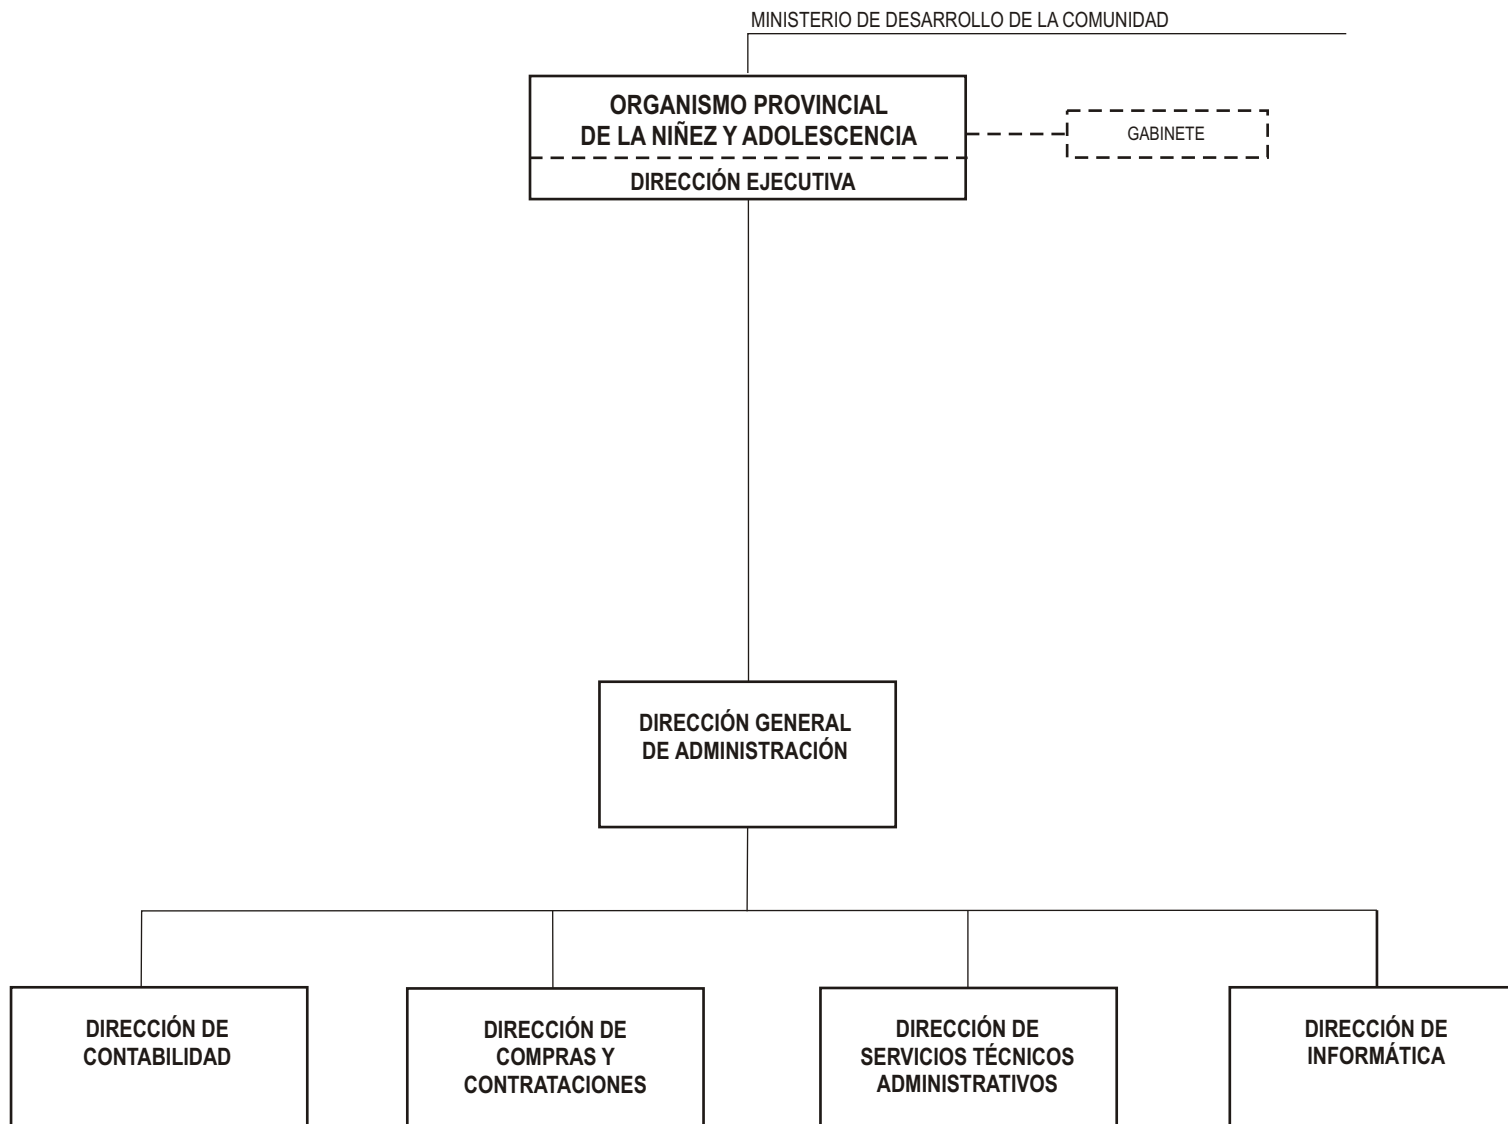 MINISTERIO DE DESARROLLO DE LA COMUNIDAD
ORGANISMO PROVINCIAL
DE LA NIÑEZ Y ADOLESCENCIA
GABINETE
DIRECCIÓN EJECUTIVA
DIRECCIÓN GENERAL
DE ADMINISTRACIÓN
DIRECCIÓN DE
CONTABILIDAD
DIRECCIÓN DE
COMPRAS Y
CONTRATACIONES
DIRECCIÓN DE
SERVICIOS TÉCNICOS
ADMINISTRATIVOS
DIRECCIÓN DE
INFORMÁTICA